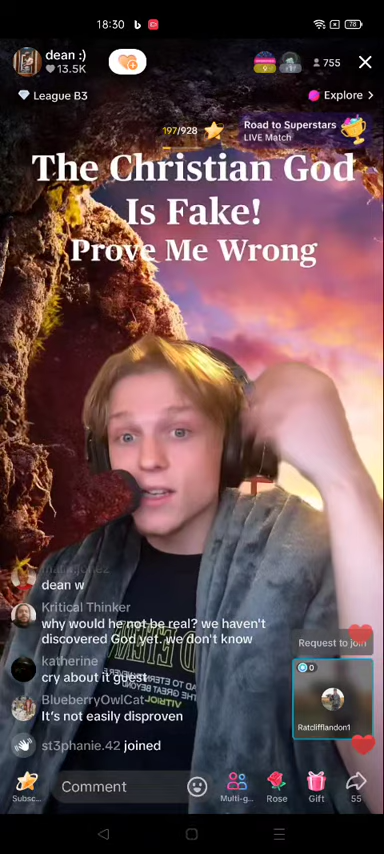 18:30
78
dean :)
13.5K
755
League B3
Explore
197/928
Road to Superstars
LIVE Match
The Christian God
Is Fake!
Prove Me Wrong
dean w
Kritical Thinker
why would he not be real? we haven't
discovered God yet. we don't know
katherine
cry about it guest
BlueberryOwlCat
It's not easily disproven
st3phanie.42 joined
Request to join
0
Ratclifflandon1
Subsc...
Comment
Multi-g...
Rose
Gift
55